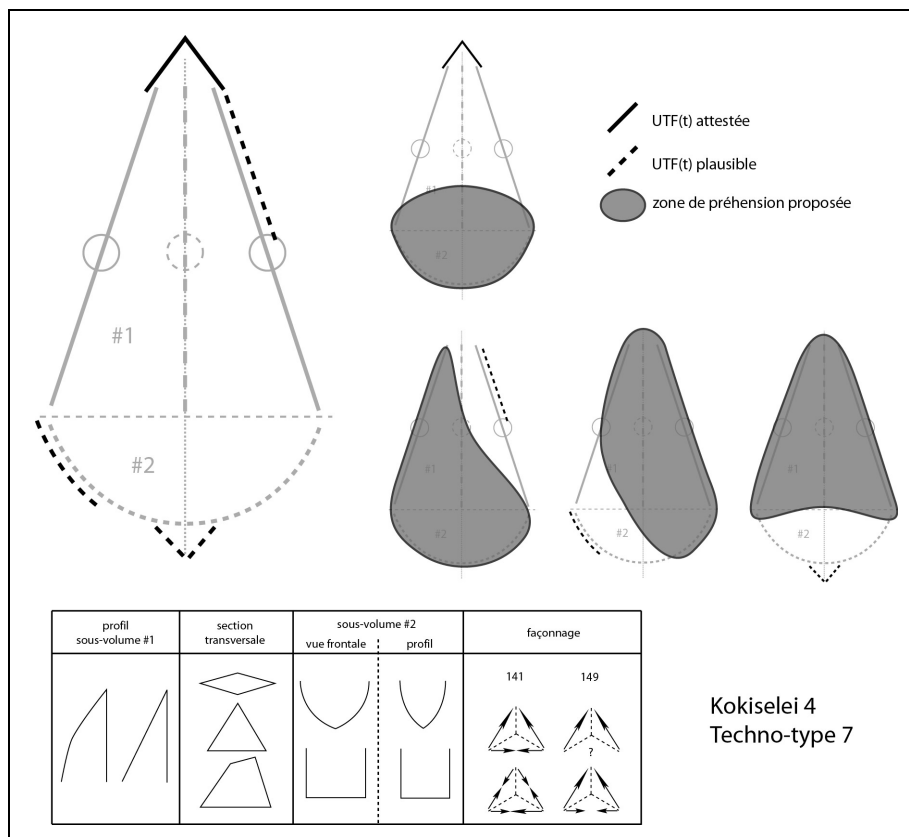 UTF(t) attestée
UTF(t) plausible
zone de préhension proposée
#1
#2
#1
#2
#1
#2
#1
#2
#1
#2
profil
sous-volume #1
section
transversale
sous-volume #2
vue frontale
profil
façonnage
141
149
?
Kokiselei 4
Techno-type 7